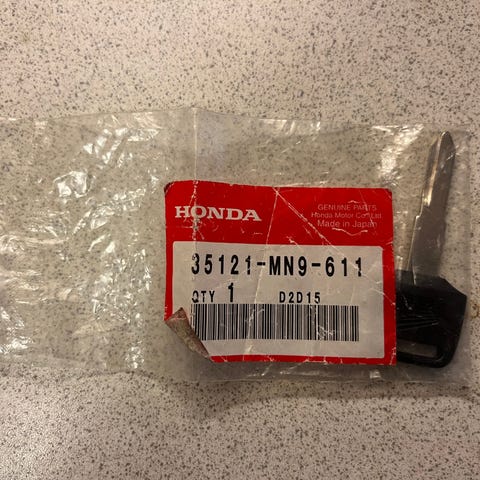 HONDA
GENUINE PARTS
Honda Motor Co., Ltd.
Made in Japan
35121-MN9-611
QTY 1 D2D15